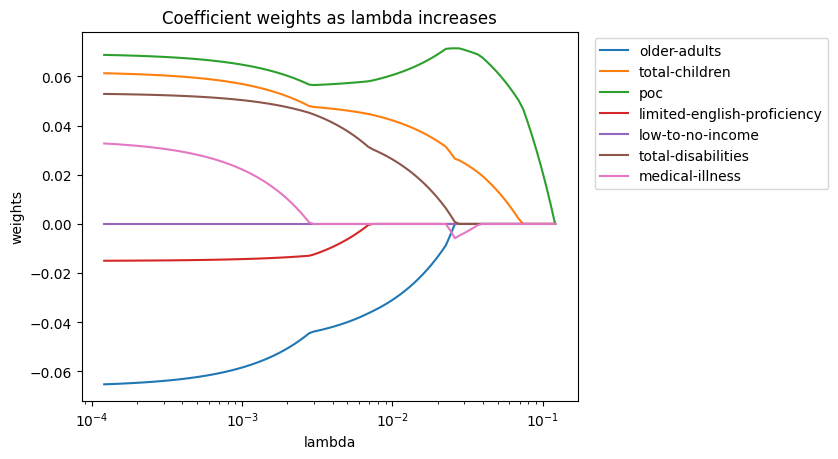 Coefficient weights as lambda increases
weights
0.06
0.04
0.02
0.00
−0.02
−0.04
−0.06
10⁻⁴
10⁻³
10⁻²
10⁻¹
lambda
older-adults
total-children
poc
limited-english-proficiency
low-to-no-income
total-disabilities
medical-illness